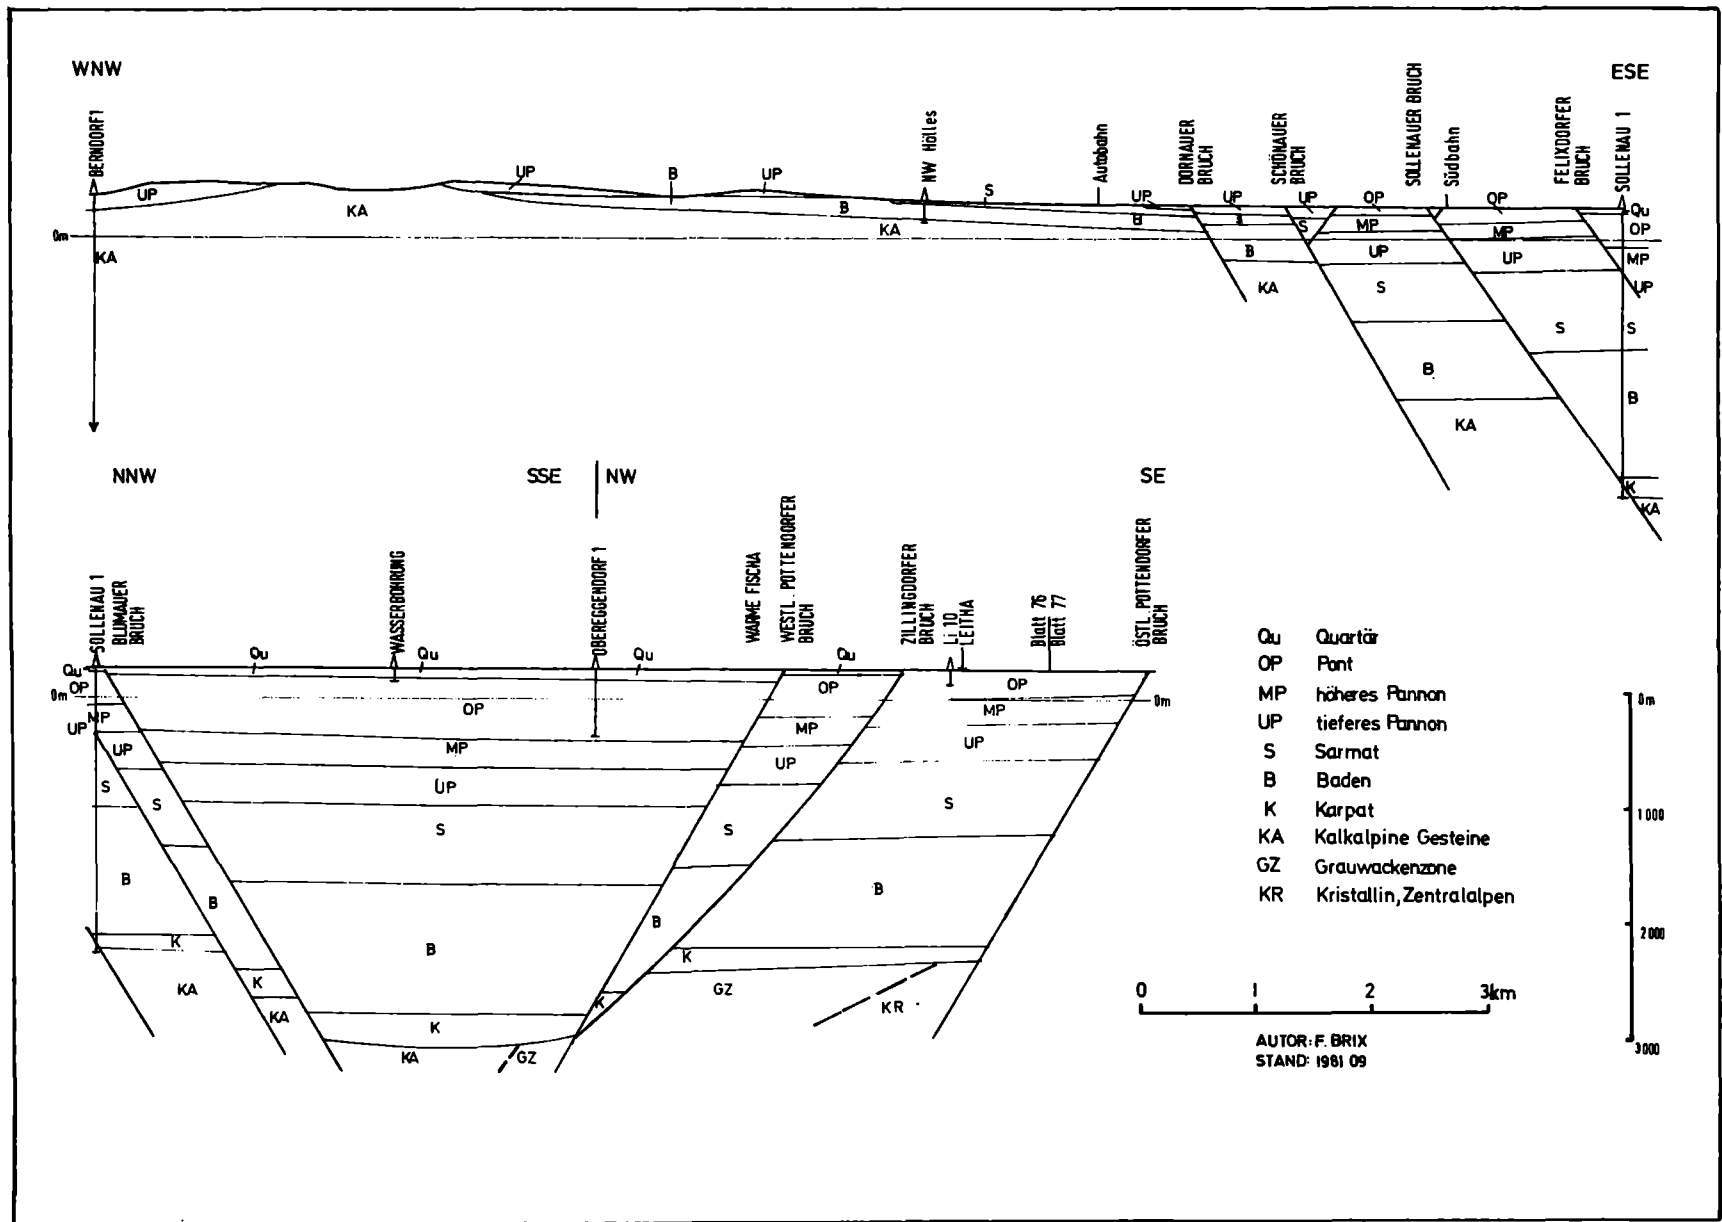 WNW
ESE
BERNDORF 1
NW Hölles
Autobahn
DORNAUER
BRUCH
SCHÖNAUER
BRUCH
SOLLENAUER BRUCH
Südbahn
FELIXDORFER
BRUCH
SOLLENAU 1
UP
KA
UP
B
UP
B
KA
S
UP
B
UP
B
KA
UP
S
OP
MP
UP
S
B
KA
OP
MP
UP
S
Qu
OP
MP
UP
S
B
K
KA
0m
KA
NNW
SSE
NW
SE
SOLLENAU 1
BLUMAUER
BRUCH
WASSERBOHRUNG
OBEREGGENDORF 1
WARME FISCHA
WESTL. POTTENDORFER
BRUCH
ZILLINGDORFER
BRUCH
Li 10
LEITHA
Blatt 76
Blatt 77
ÖSTL. POTTENDORFER
BRUCH
Qu
Qu
Qu
Qu
Qu
0m
OP
MP
UP
UP
S
S
B
B
K
K
KA
KA
OP
MP
UP
S
B
K
KA
GZ
OP
MP
UP
S
B
K
OP
MP
UP
S
B
K
GZ
KR
0m
Qu Quartär
OP Pont
MP höheres Pannon
UP tieferes Pannon
S Sarmat
B Baden
K Karpat
KA Kalkalpine Gesteine
GZ Grauwackenzone
KR Kristallin, Zentralalpen
0m
1000
2000
3000
0 1 2 3km
AUTOR: F. BRIX
STAND: 1981 09